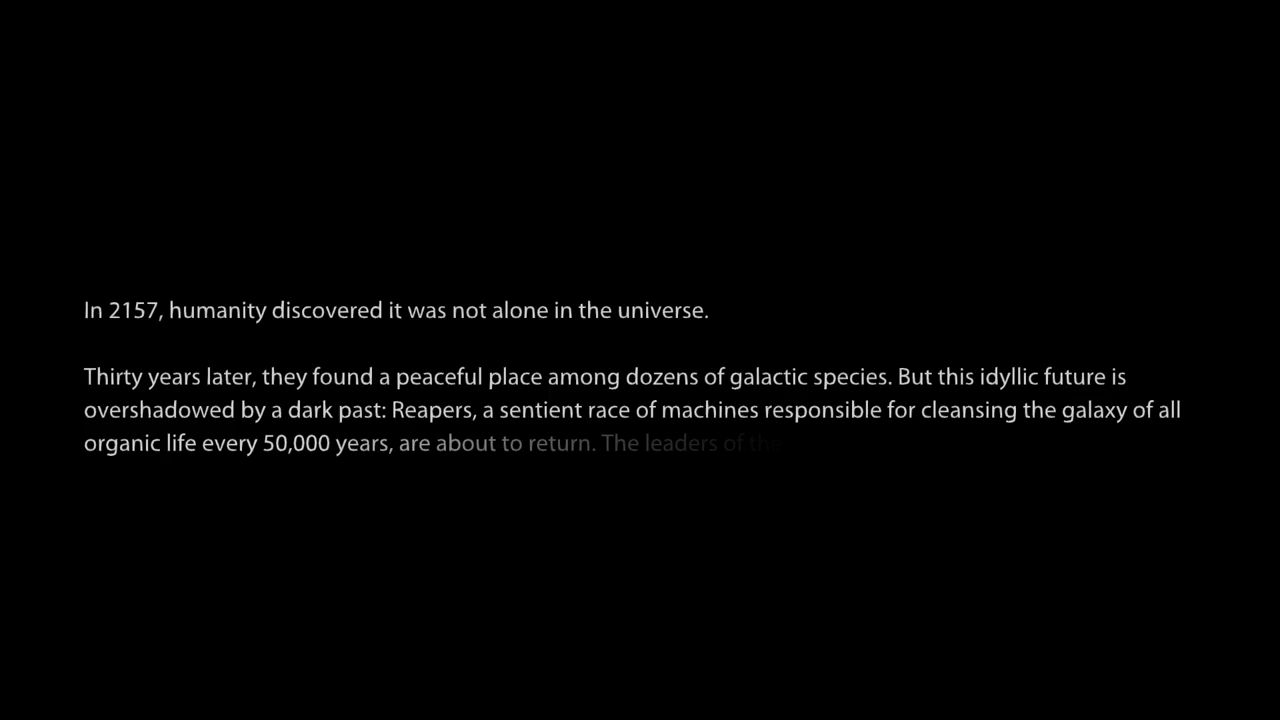 In 2157, humanity discovered it was not alone in the universe.
Thirty years later, they found a peaceful place among dozens of galactic species. But this idyllic future is
overshadowed by a dark past: Reapers, a sentient race of machines responsible for cleansing the galaxy of all
organic life every 50,000 years, are about to return. The leaders of the